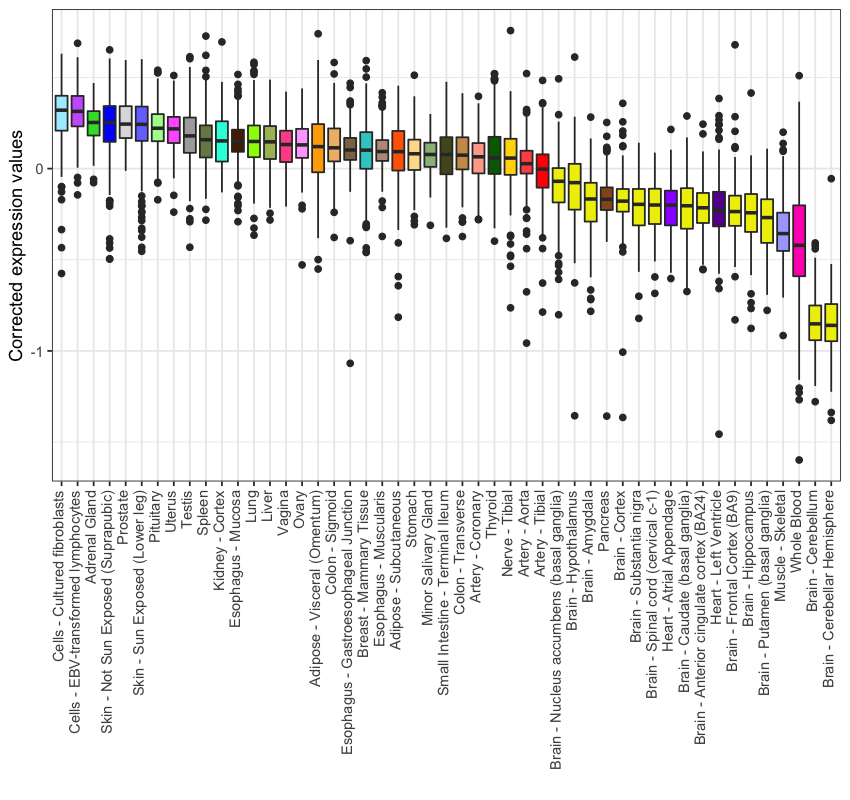 Corrected expression values
0
-1
Cells - Cultured fibroblasts
Cells - EBV-transformed lymphocytes
Adrenal Gland
Skin - Not Sun Exposed (Suprapubic)
Prostate
Skin - Sun Exposed (Lower leg)
Pituitary
Uterus
Testis
Spleen
Kidney - Cortex
Esophagus - Mucosa
Lung
Liver
Vagina
Ovary
Adipose - Visceral (Omentum)
Colon - Sigmoid
Esophagus - Gastroesophageal Junction
Breast - Mammary Tissue
Esophagus - Muscularis
Adipose - Subcutaneous
Stomach
Minor Salivary Gland
Small Intestine - Terminal Ileum
Colon - Transverse
Artery - Coronary
Thyroid
Nerve - Tibial
Artery - Aorta
Artery - Tibial
Brain - Nucleus accumbens (basal ganglia)
Brain - Hypothalamus
Brain - Amygdala
Pancreas
Brain - Cortex
Brain - Substantia nigra
Brain - Spinal cord (cervical c-1)
Heart - Atrial Appendage
Brain - Caudate (basal ganglia)
Brain - Anterior cingulate cortex (BA24)
Heart - Left Ventricle
Brain - Frontal Cortex (BA9)
Brain - Hippocampus
Brain - Putamen (basal ganglia)
Muscle - Skeletal
Whole Blood
Brain - Cerebellum
Brain - Cerebellar Hemisphere